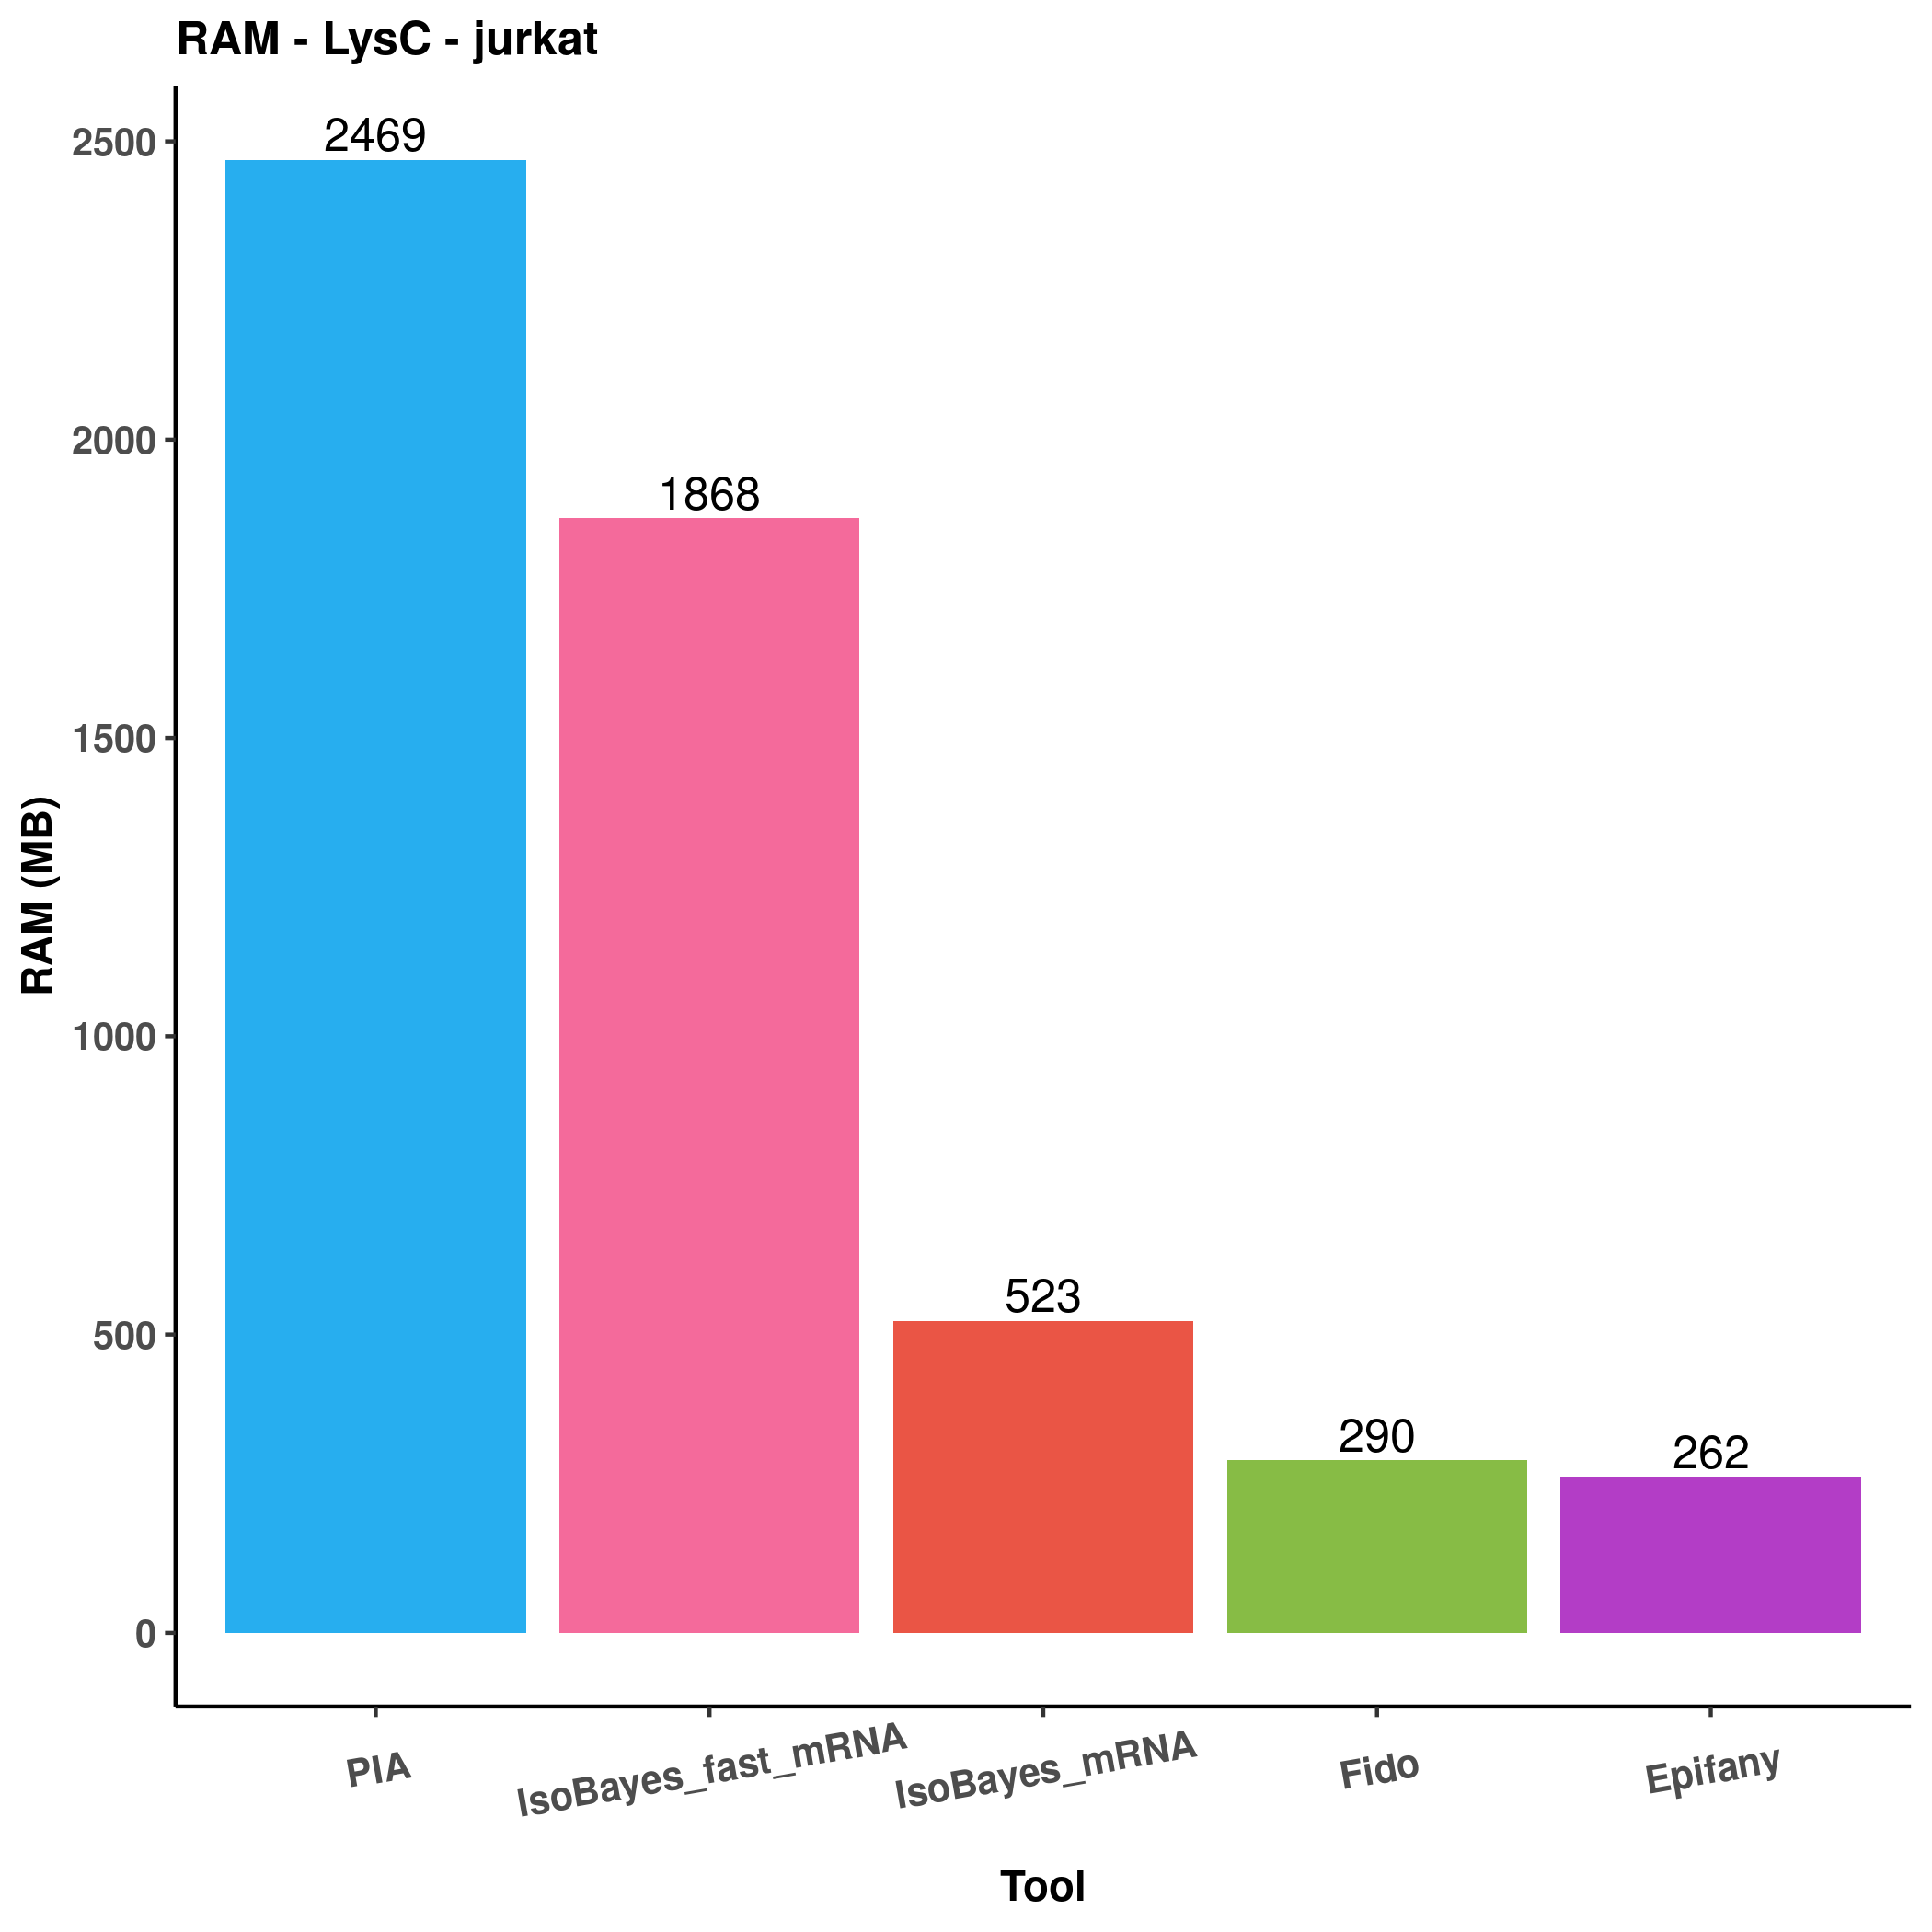 RAM - LysC - jurkat
RAM (MB)
2500
2000
1500
1000
500
0
2469
1868
523
290
262
PIA
IsoBayes_fast_mRNA
IsoBayes_mRNA
Fido
Epifany
Tool